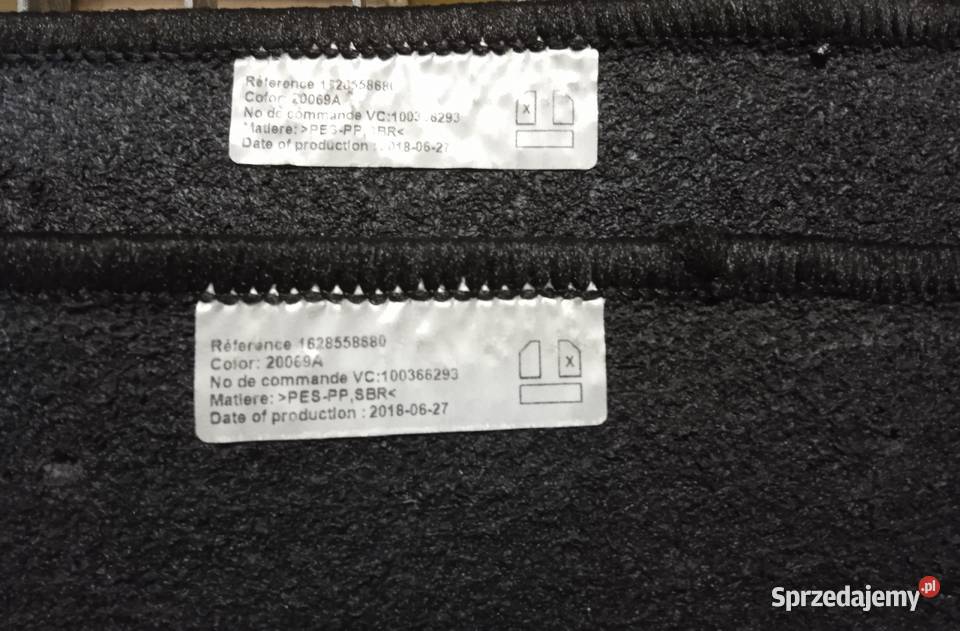 Référence 1628558680
Color: 20069A
No de commande VC:100366293
Matiere: >PES-PP,SBR<
Date of production : 2018-06-27
X
Référence 1628558680
Color: 20069A
No de commande VC:100366293
Matiere: >PES-PP,SBR<
Date of production : 2018-06-27
X
Sprzedajemy.pl